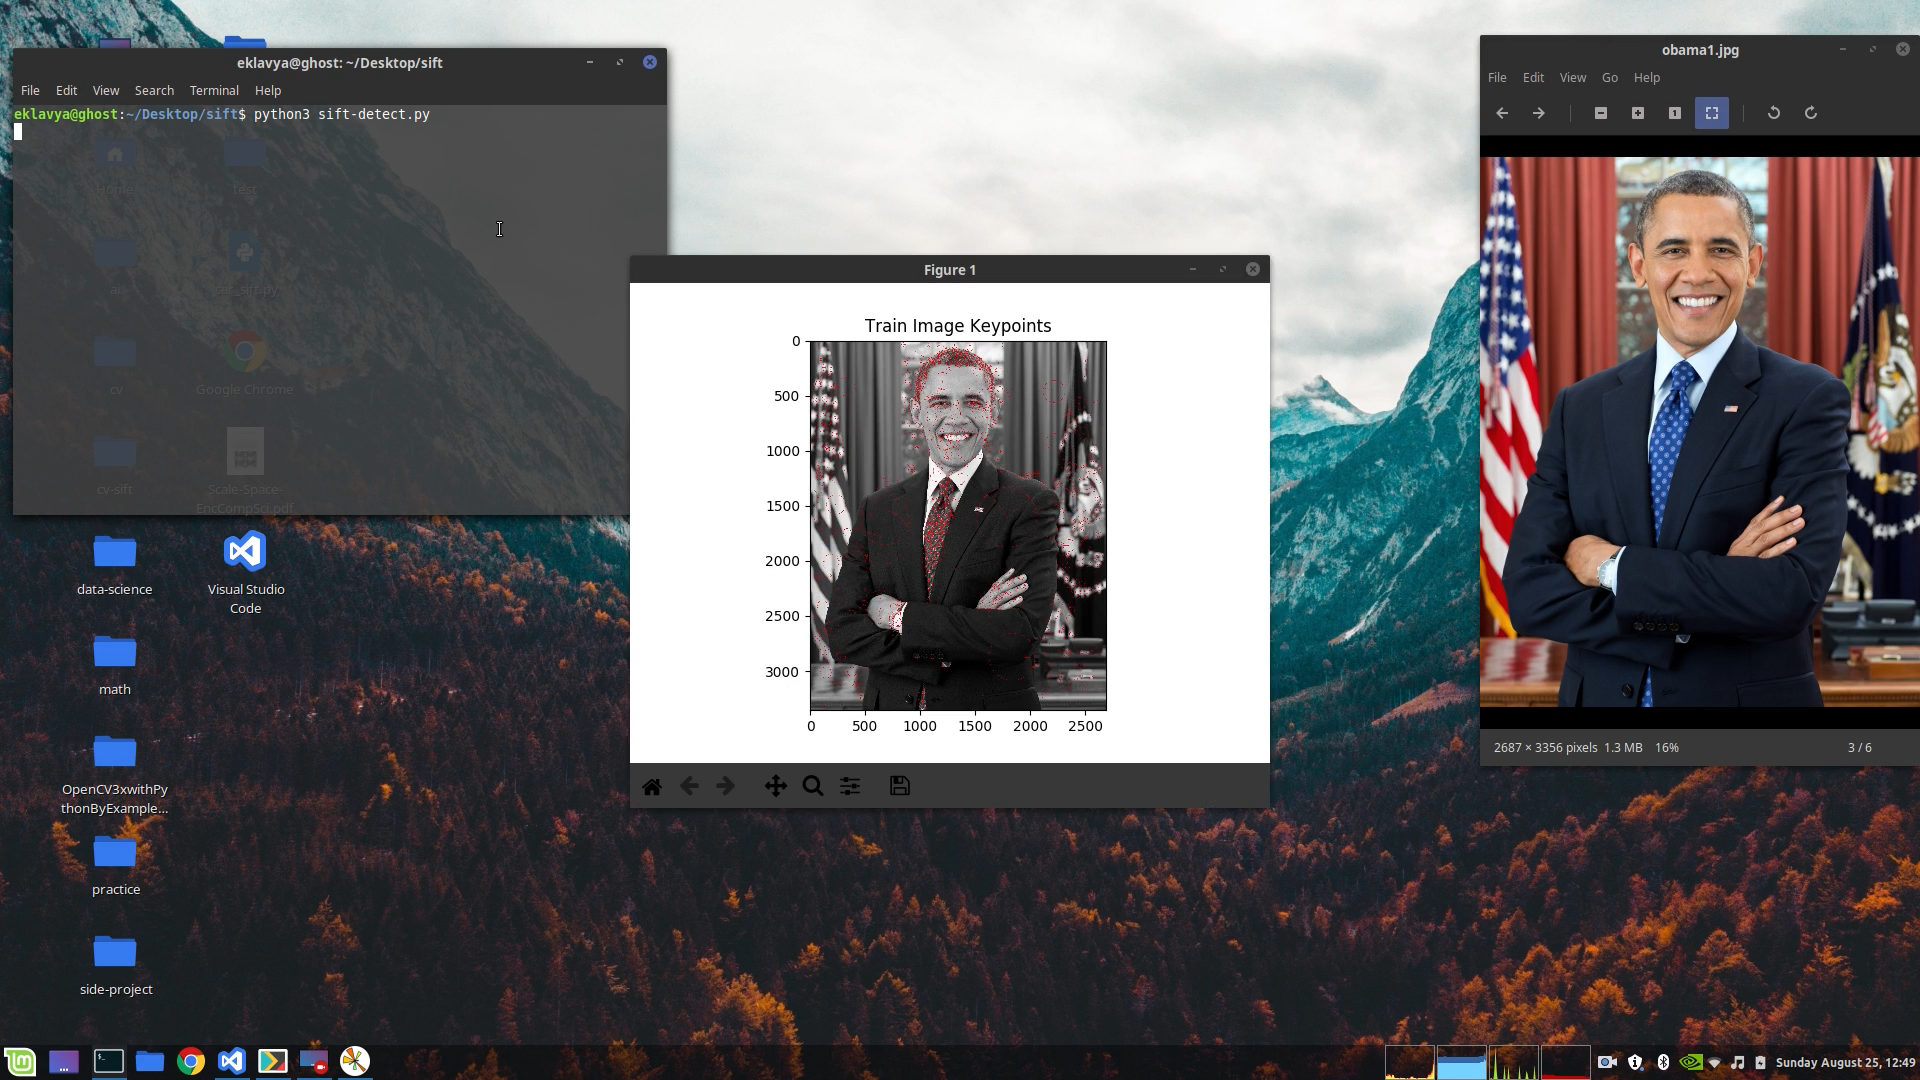 eklavya@ghost: ~/Desktop/sift
File Edit View Search Terminal Help
eklavya@ghost:~/Desktop/sift$ python3 sift-detect.py
Home
test
ai
car_sift.py
cv
Google Chrome
cv-sift
Scale-Space-
EncCompSci.pdf
data-science
Visual Studio
Code
math
OpenCV3xwithPy
thonByExample...
practice
side-project
Figure 1
Train Image Keypoints
0
500
1000
1500
2000
2500
3000
0 500 1000 1500 2000 2500
obama1.jpg
File Edit View Go Help
2687 × 3356 pixels 1.3 MB 16% 3 / 6
Sunday August 25, 12:49